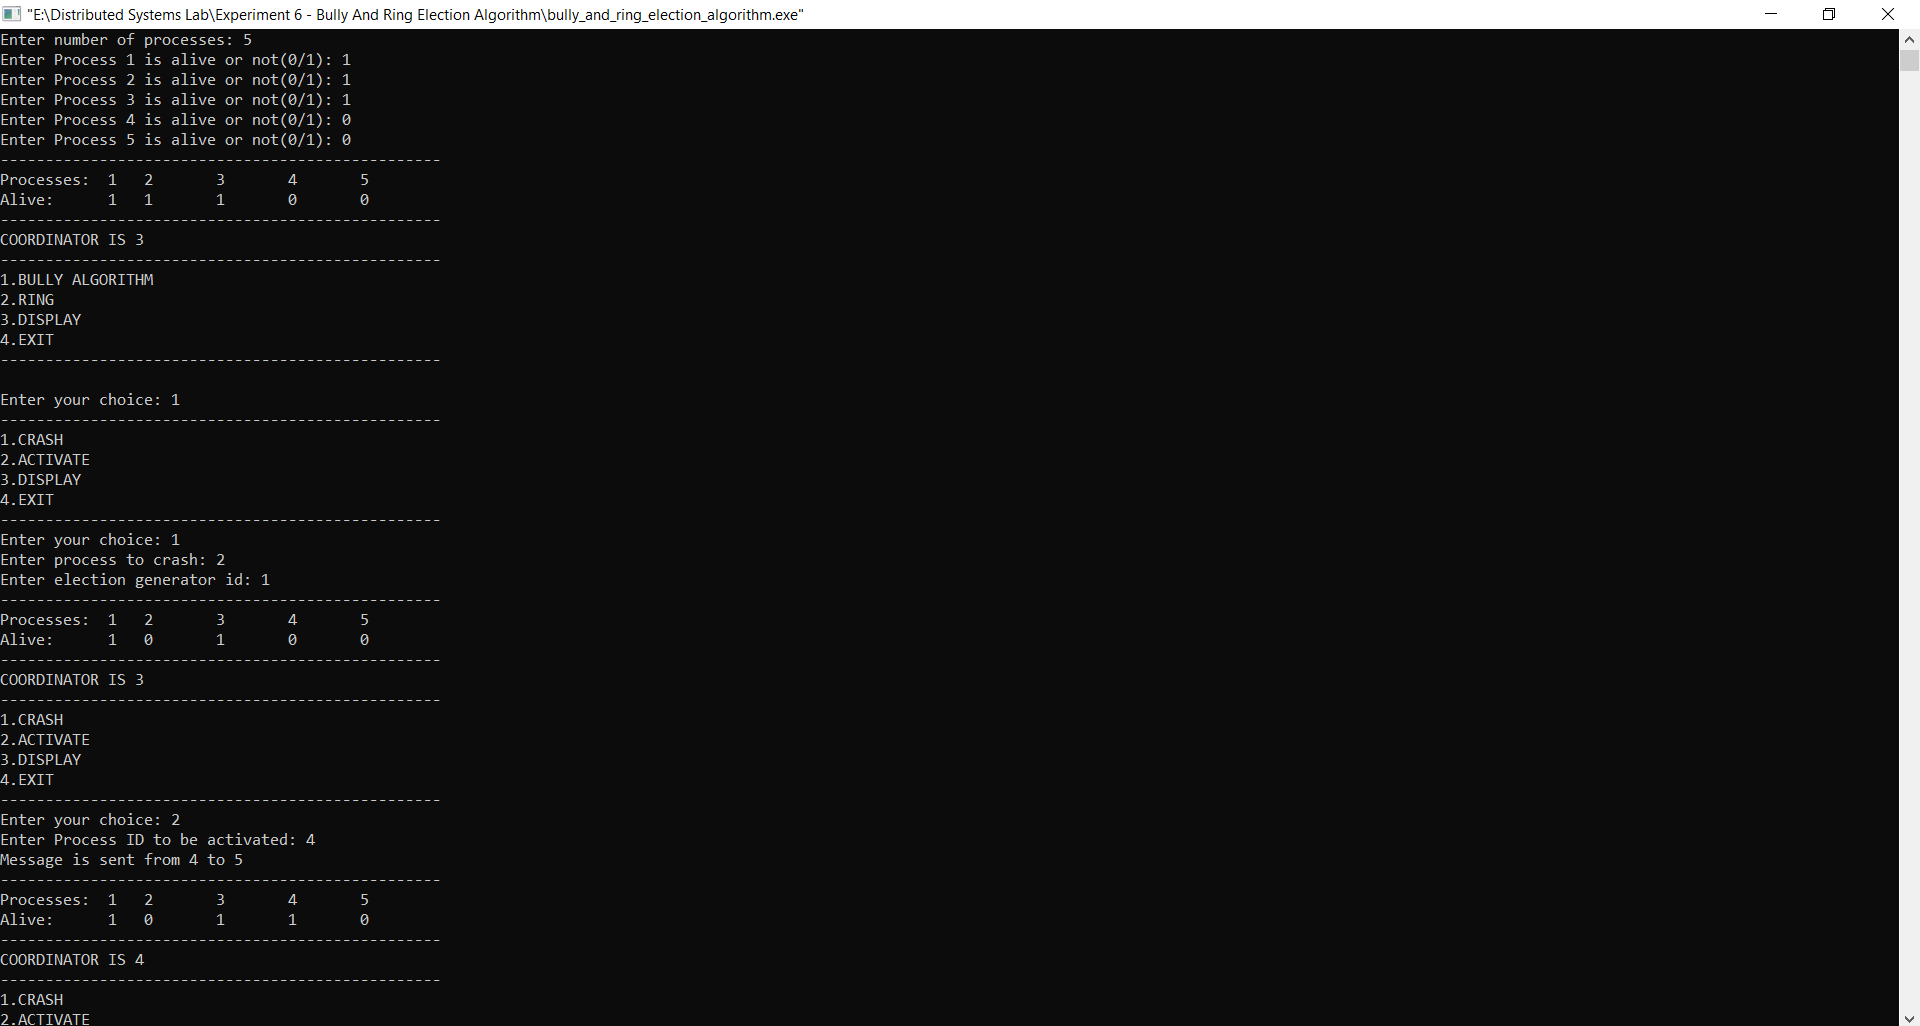 "E:\Distributed Systems Lab\Experiment 6 - Bully And Ring Election Algorithm\bully_and_ring_election_algorithm.exe"
Enter number of processes: 5
Enter Process 1 is alive or not(0/1): 1
Enter Process 2 is alive or not(0/1): 1
Enter Process 3 is alive or not(0/1): 1
Enter Process 4 is alive or not(0/1): 0
Enter Process 5 is alive or not(0/1): 0
-------------------------------------------------
Processes:  1   2       3       4       5
Alive:      1   1       1       0       0
-------------------------------------------------
COORDINATOR IS 3
-------------------------------------------------
1.BULLY ALGORITHM
2.RING
3.DISPLAY
4.EXIT
-------------------------------------------------
Enter your choice: 1
-------------------------------------------------
1.CRASH
2.ACTIVATE
3.DISPLAY
4.EXIT
-------------------------------------------------
Enter your choice: 1
Enter process to crash: 2
Enter election generator id: 1
-------------------------------------------------
Processes:  1   2       3       4       5
Alive:      1   0       1       0       0
-------------------------------------------------
COORDINATOR IS 3
-------------------------------------------------
1.CRASH
2.ACTIVATE
3.DISPLAY
4.EXIT
-------------------------------------------------
Enter your choice: 2
Enter Process ID to be activated: 4
Message is sent from 4 to 5
-------------------------------------------------
Processes:  1   2       3       4       5
Alive:      1   0       1       1       0
-------------------------------------------------
COORDINATOR IS 4
-------------------------------------------------
1.CRASH
2.ACTIVATE